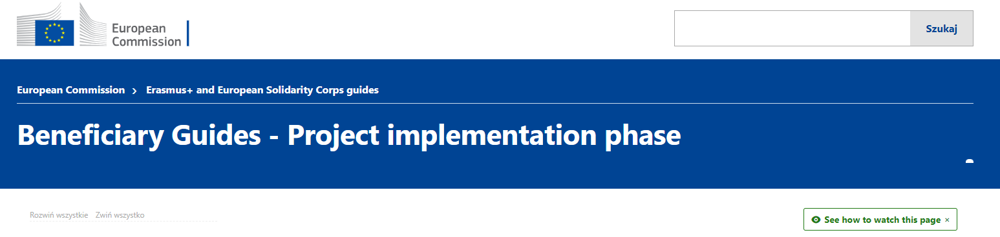 European
Commission
Szukaj
European Commission › Erasmus+ and European Solidarity Corps guides
Beneficiary Guides - Project implementation phase
Rozwiń wszystkie Zwiń wszystko
See how to watch this page ×